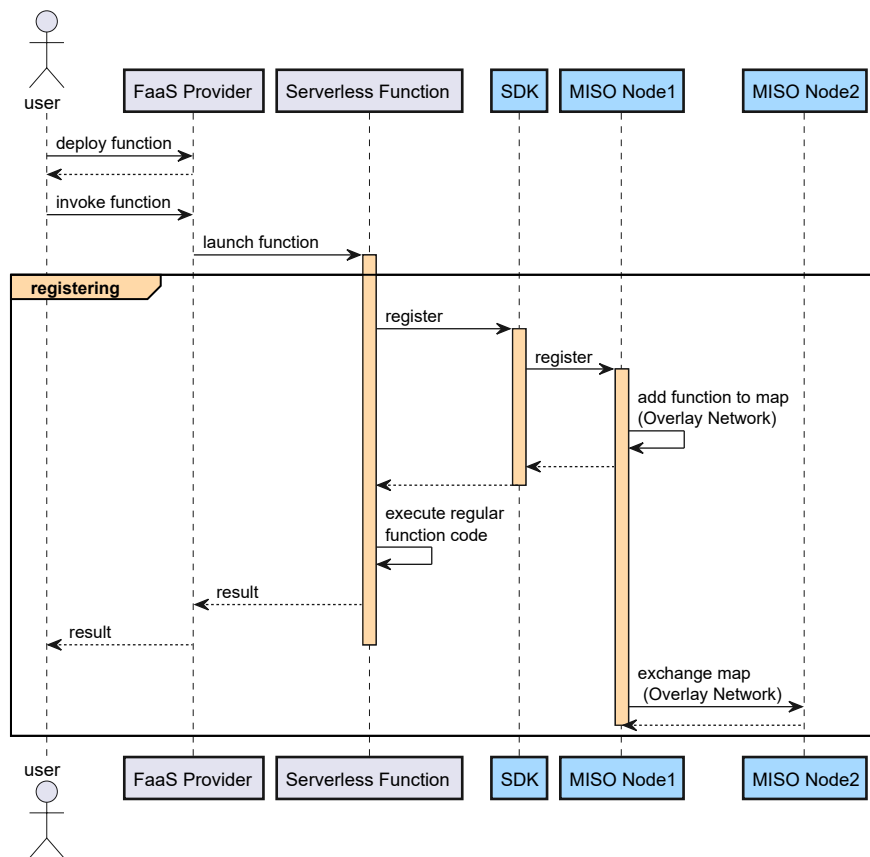 user
FaaS Provider
Serverless Function
SDK
MISO Node1
MISO Node2
deploy function
invoke function
launch function
registering
register
register
add function to map
(Overlay Network)
execute regular
function code
result
result
exchange map
(Overlay Network)
user
FaaS Provider
Serverless Function
SDK
MISO Node1
MISO Node2